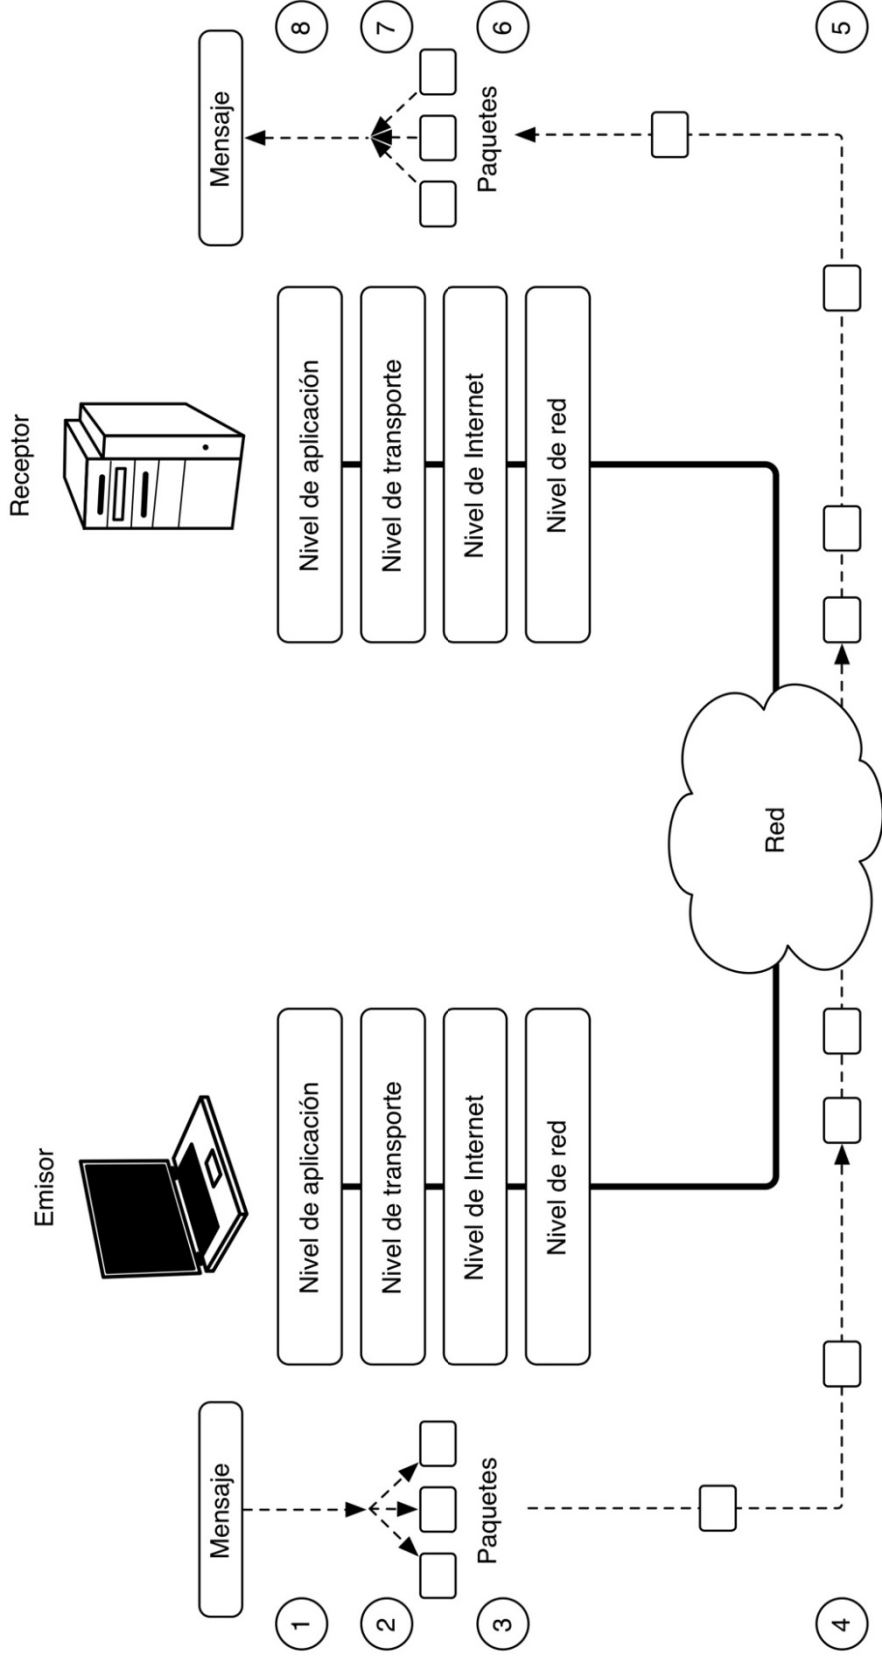 Emisor
Receptor
Mensaje
Mensaje
1
Nivel de aplicación
Nivel de aplicación
8
2
Nivel de transporte
Nivel de transporte
7
3
Paquetes
Nivel de Internet
Nivel de Internet
Paquetes
6
Nivel de red
Nivel de red
Red
4
5